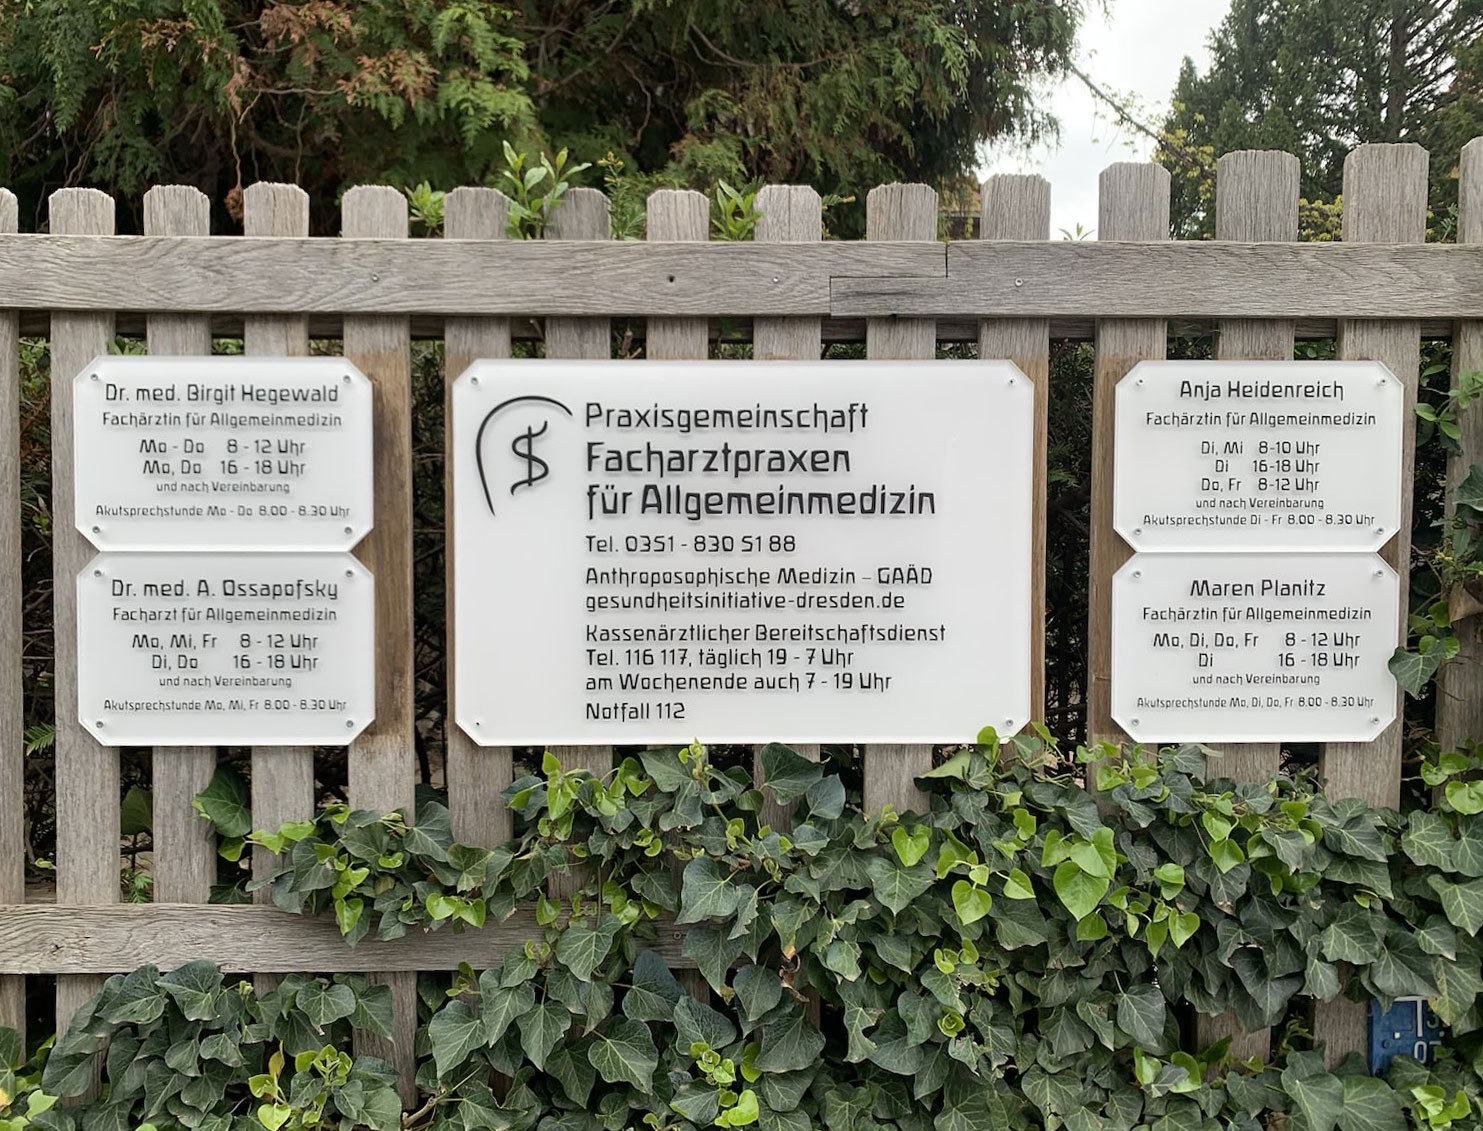 Dr. med. Birgit Hegewald
Fachärztin für Allgemeinmedizin
Mo - Do 8 - 12 Uhr
Mo, Do 16 - 18 Uhr
und nach Vereinbarung
Akutsprechstunde Mo - Do 8.00 - 8.30 Uhr
Dr. med. A. Ossapofsky
Facharzt für Allgemeinmedizin
Mo, Mi, Fr 8 - 12 Uhr
Di, Do 16 - 18 Uhr
und nach Vereinbarung
Akutsprechstunde Mo, Mi, Fr 8.00 - 8.30 Uhr
Praxisgemeinschaft
Facharztpraxen
für Allgemeinmedizin
Tel. 0351 - 830 51 88
Anthroposophische Medizin - GAÄD
gesundheitsinitiative-dresden.de
Kassenärztlicher Bereitschaftsdienst
Tel. 116 117, täglich 19 - 7 Uhr
am Wochenende auch 7 - 19 Uhr
Notfall 112
Anja Heidenreich
Fachärztin für Allgemeinmedizin
Di, Mi 8-10 Uhr
Di 16-18 Uhr
Do, Fr 8-12 Uhr
und nach Vereinbarung
Akutsprechstunde Di - Fr 8.00 - 8.30 Uhr
Maren Planitz
Fachärztin für Allgemeinmedizin
Mo, Di, Do, Fr 8 - 12 Uhr
Di 16 - 18 Uhr
und nach Vereinbarung
Akutsprechstunde Mo, Di, Do, Fr 8.00 - 8.30 Uhr